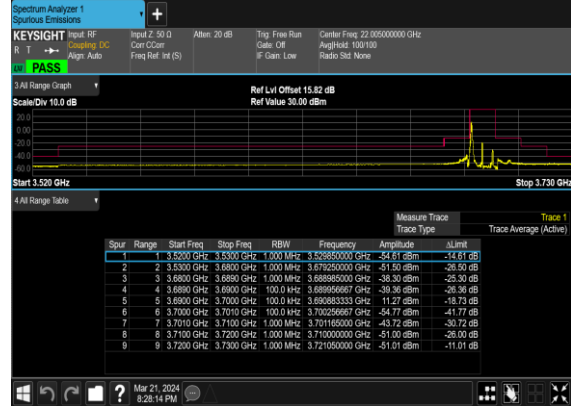 Spectrum Analyzer 1
Spurious Emissions
+
KEYSIGHT Input: RF Input Z: 50 Ω Atten: 20 dB Trig: Free Run Center Freq: 22.005000000 GHz
R T Coupling: DC Corr CCorr Gate: Off Avg|Hold: 100/100
Align: Auto Freq Ref: Int (S) IF Gain: Low Radio Std: None
PASS
3 All Range Graph
Ref Lvl Offset 15.82 dB
Scale/Div 10.0 dB Ref Value 30.00 dBm
20.0
0.00
-20.0
-40.0
-60.0
Start 3.520 GHz Stop 3.730 GHz
4 All Range Table
Measure Trace Trace 1
Trace Type Trace Average (Active)
Spur Range Start Freq Stop Freq RBW Frequency Amplitude ΔLimit
1 1 3.5200 GHz 3.5300 GHz 1.000 MHz 3.529850000 GHz -54.61 dBm -14.61 dB
2 2 3.5300 GHz 3.6800 GHz 1.000 MHz 3.679250000 GHz -51.50 dBm -26.50 dB
3 3 3.6800 GHz 3.6890 GHz 1.000 MHz 3.688985000 GHz -38.30 dBm -25.30 dB
4 4 3.6890 GHz 3.6900 GHz 100.0 kHz 3.689956667 GHz -39.36 dBm -26.36 dB
5 5 3.6900 GHz 3.7000 GHz 100.0 kHz 3.690883333 GHz 11.27 dBm -18.73 dB
6 6 3.7000 GHz 3.7010 GHz 100.0 kHz 3.700256667 GHz -54.77 dBm -41.77 dB
7 7 3.7010 GHz 3.7100 GHz 1.000 MHz 3.701165000 GHz -43.72 dBm -30.72 dB
8 8 3.7100 GHz 3.7200 GHz 1.000 MHz 3.710000000 GHz -51.00 dBm -26.00 dB
9 9 3.7200 GHz 3.7300 GHz 1.000 MHz 3.721050000 GHz -51.01 dBm -11.01 dB
? Mar 21, 2024
8:28:14 PM